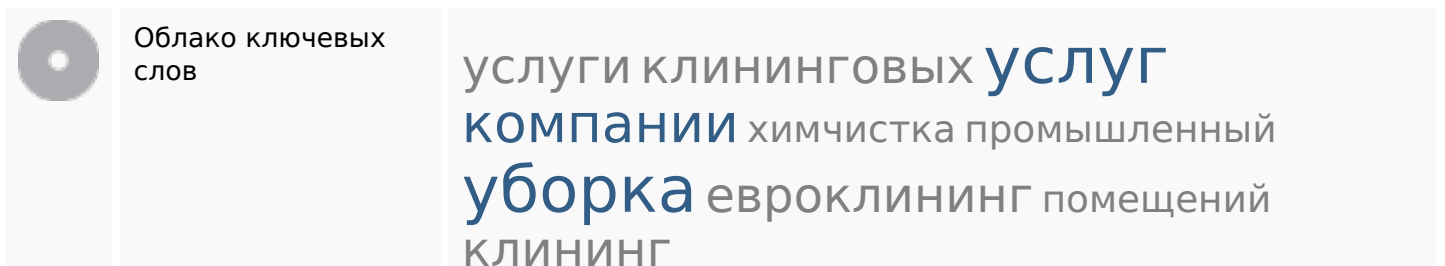 Облако ключевых
слов
услуги клининговых услуг
компании химчистка промышленный
уборка евроклининг помещений
клининг